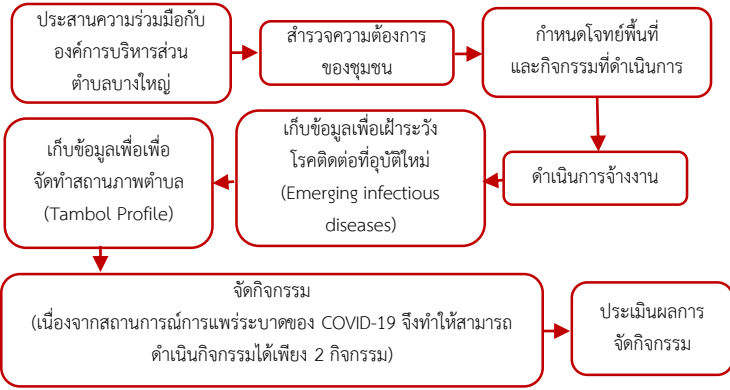 ประสานความร่วมมือกับ
องค์การบริหารส่วน
ตำบลบางใหญ่
สำรวจความต้องการ
ของชุมชน
กำหนดโจทย์พื้นที่
และกิจกรรมที่ดำเนินการ
ดำเนินการจ้างงาน
เก็บข้อมูลเพื่อเฝ้าระวัง
โรคติดต่อที่อุบัติใหม่
(Emerging infectious
diseases)
เก็บข้อมูลเพื่อเพื่อ
จัดทำสถานภาพตำบล
(Tambol Profile)
จัดกิจกรรม
(เนื่องจากสถานการณ์การแพร่ระบาดของ COVID-19 จึงทำให้สามารถ
ดำเนินกิจกรรมได้เพียง 2 กิจกรรม)
ประเมินผลการ
จัดกิจกรรม